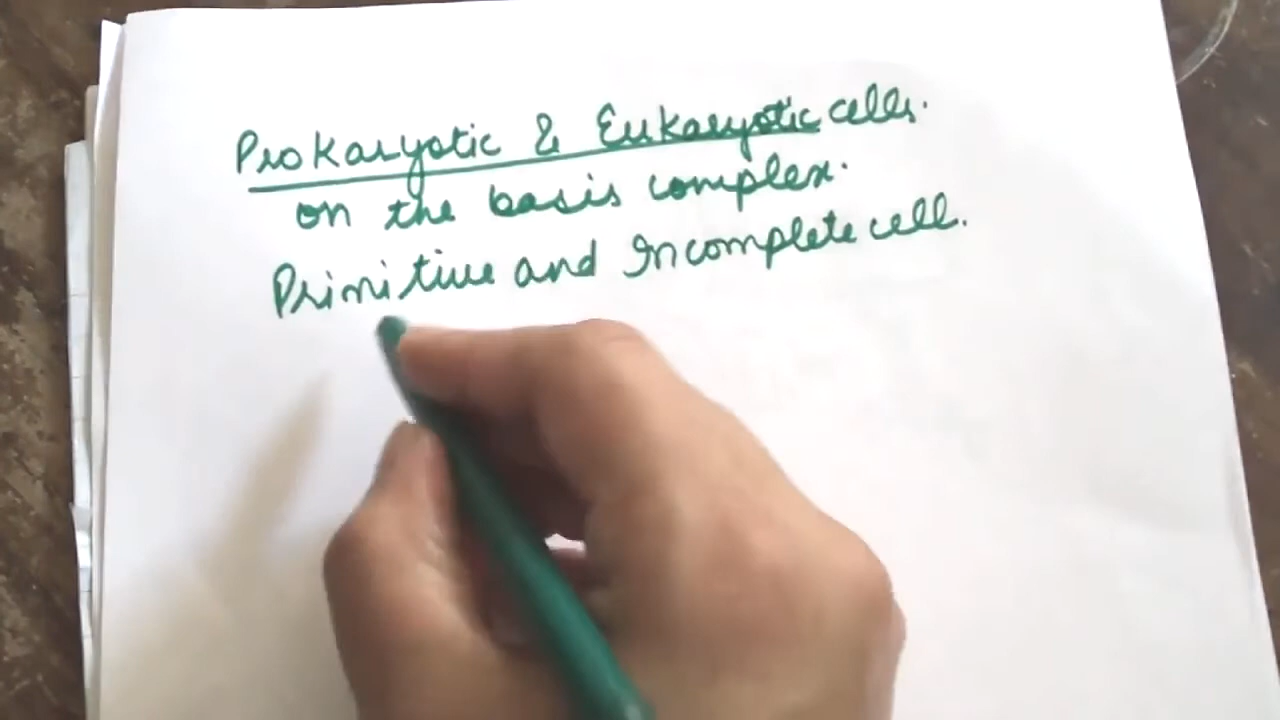 Prokaryotic & Eukaryotic cells.
on the basis complex.
Primitive and Incomplete cell.